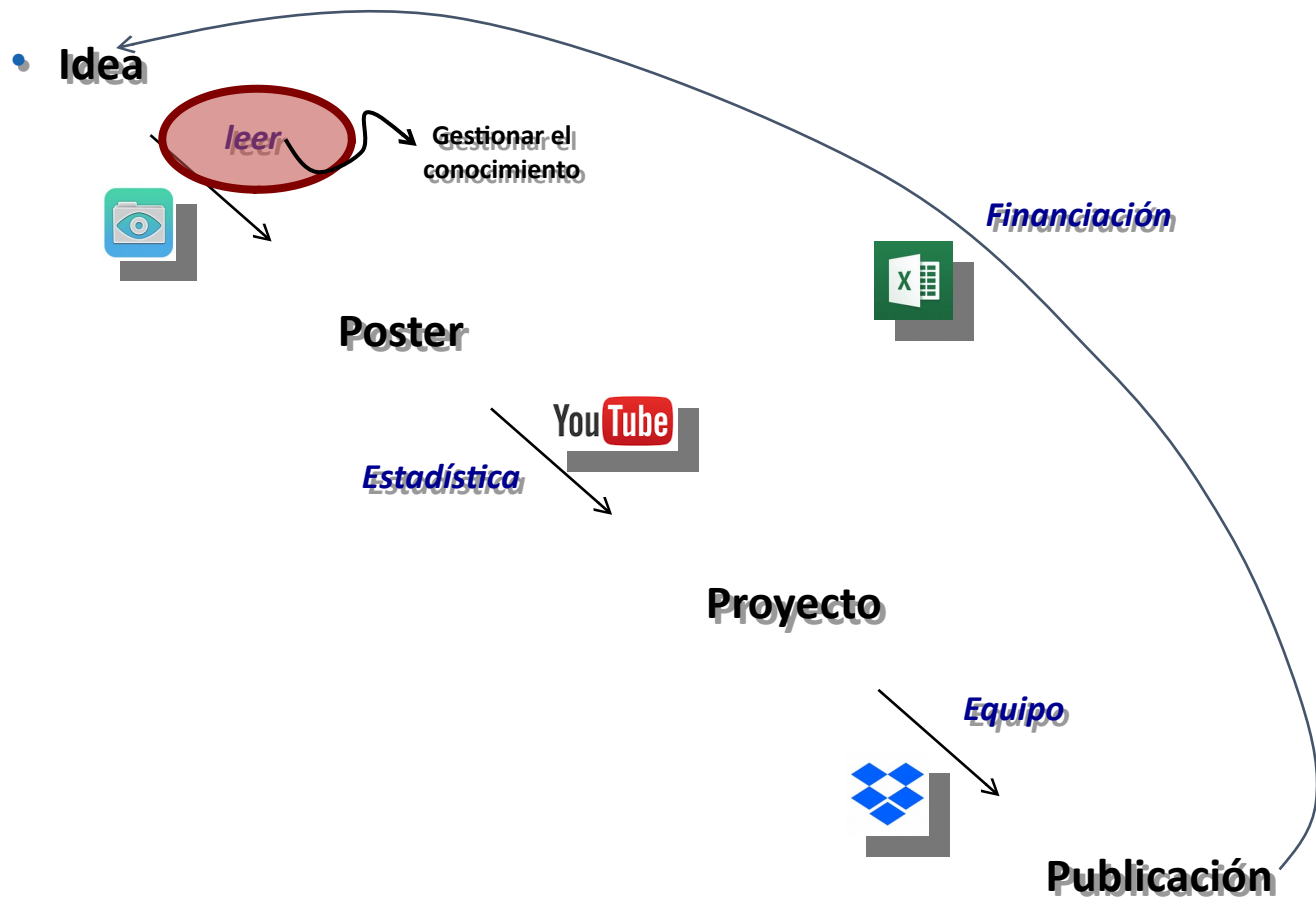 • Idea
leer
Gestionar el
conocimiento
Financiación
X
Poster
YouTube
Estadística
Proyecto
Equipo
Publicación